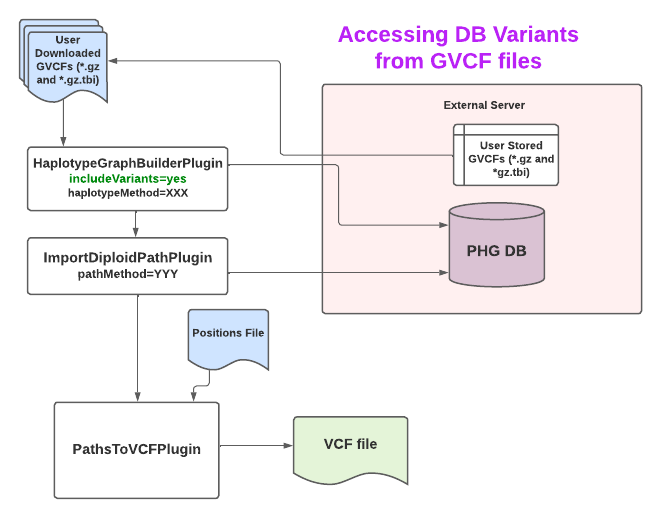 Accessing DB Variants
from GVCF files
User
Downloaded
GVCFs (*.gz
and *.gz.tbi)
External Server
User Stored
GVCFs (*.gz and
*gz.tbi)
HaplotypeGraphBuilderPlugin
includeVariants=yes
haplotypeMethod=XXX
PHG DB
ImportDiploidPathPlugin
pathMethod=YYY
Positions File
PathsToVCFPlugin
VCF file